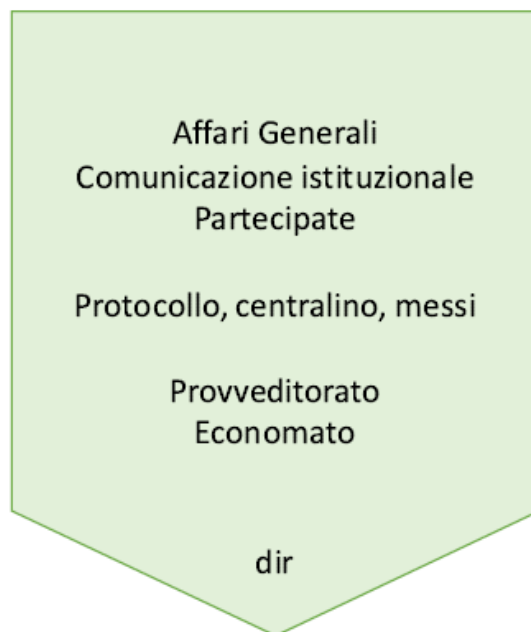 Affari Generali
Comunicazione istituzionale
Partecipate
Protocollo, centralino, messi
Provveditorato
Economato
dir